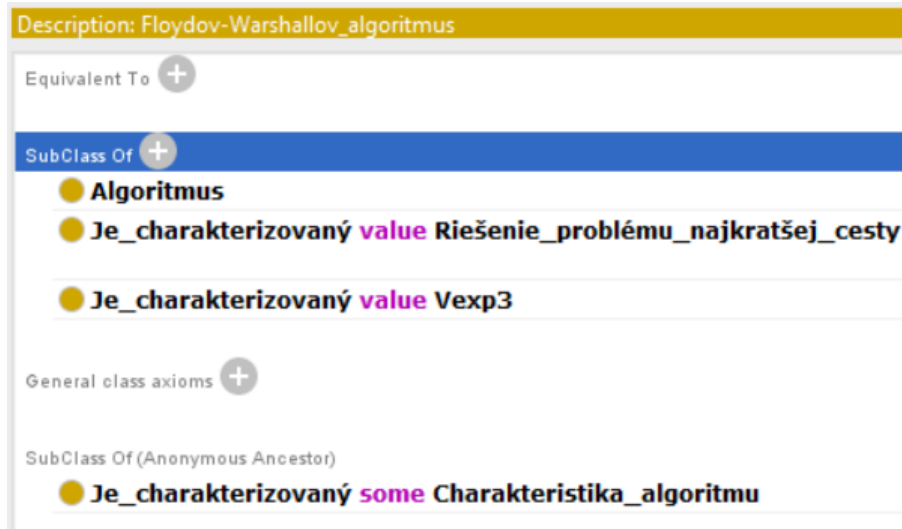 Description: Floydov-Warshallov_algoritmus
Equivalent To
SubClass Of
Algoritmus
Je_charakterizovaný value Riešenie_problému_najkratšej_cesty
Je_charakterizovaný value Vexp3
General class axioms
SubClass Of (Anonymous Ancestor)
Je_charakterizovaný some Charakteristika_algoritmu